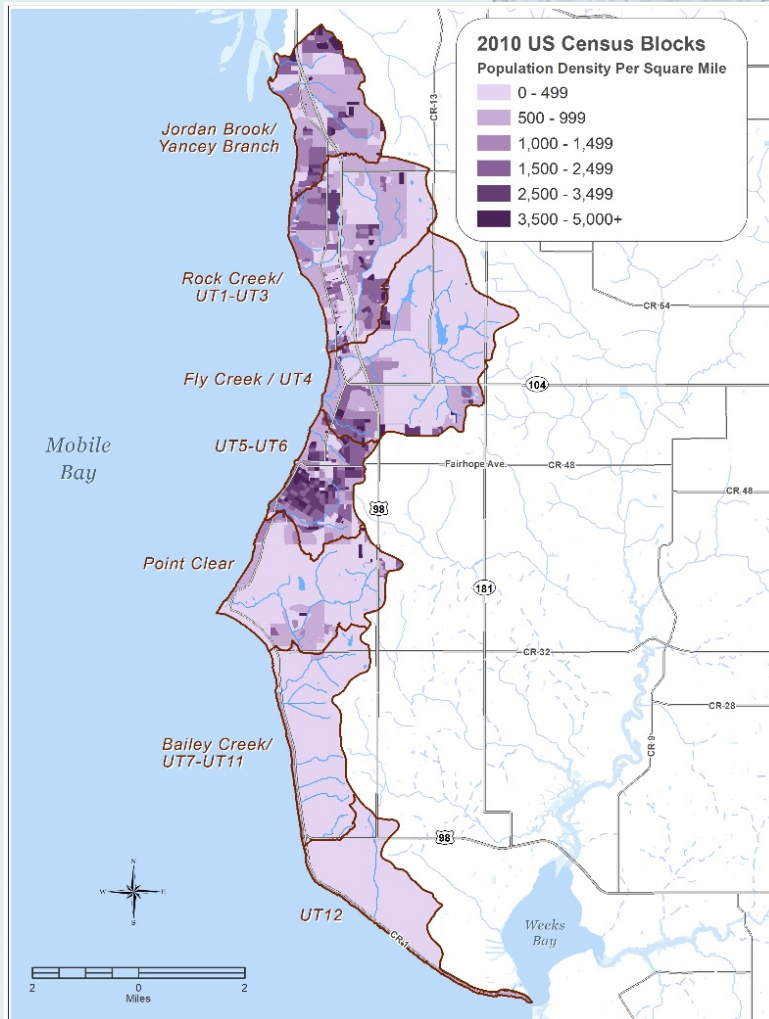 2010 US Census Blocks
Population Density Per Square Mile
0 - 499
500 - 999
1,000 - 1,499
1,500 - 2,499
2,500 - 3,499
3,500 - 5,000+
CR-13
Jordan Brook/
Yancey Branch
Rock Creek/
UT1-UT3
CR-54
Fly Creek / UT4
104
Mobile
Bay
UT5-UT6
Fairhope Ave.
CR-48
CR-48
98
Point Clear
181
CR-32
CR-28
CR-9
Bailey Creek/
UT7-UT11
98
N
W
E
S
UT12
CR-1
Weeks
Bay
2
0
2
Miles